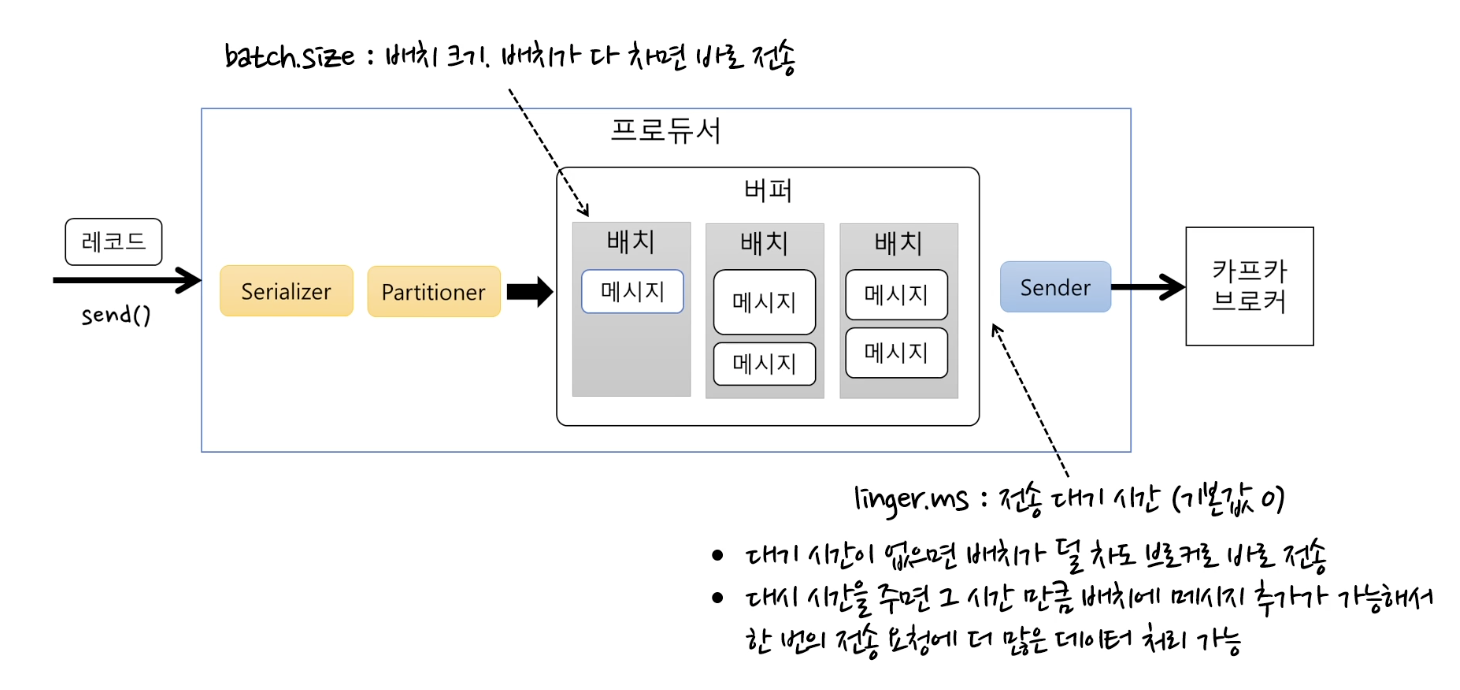 batch.size : 배치 크기. 배치가 다 차면 바로 전송
프로듀서
버퍼
레코드
send()
Serializer
Partitioner
배치
메시지
배치
메시지
메시지
배치
메시지
메시지
Sender
카프카
브로커
linger.ms : 전송 대기 시간 (기본값 0)
• 대기 시간이 없으면 배치가 덜 차도 브로커로 바로 전송
• 대시 시간을 주면 그 시간 만큼 배치에 메시지 추가가 가능해서
한 번의 전송 요청에 더 많은 데이터 처리 가능